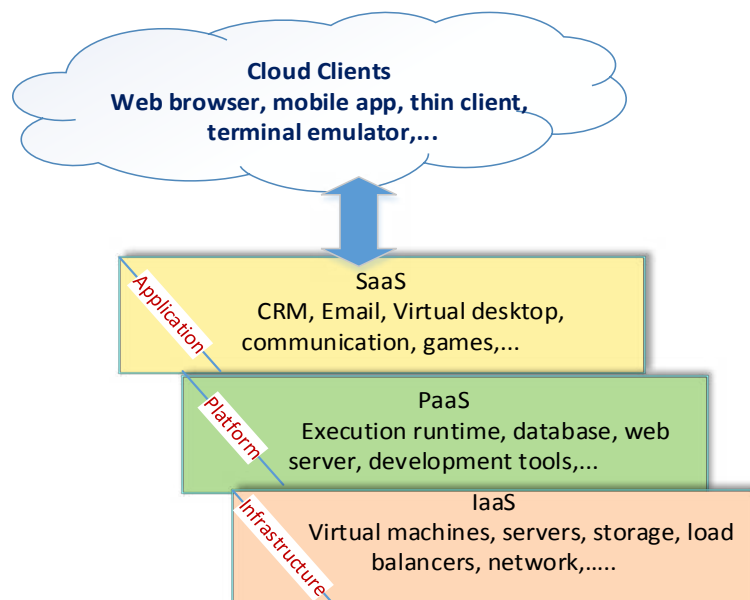 Cloud Clients
Web browser, mobile app, thin client,
terminal emulator,...
Application
SaaS
CRM, Email, Virtual desktop,
communication, games,...
Platform
PaaS
Execution runtime, database, web
server, development tools,...
Infrastructure
IaaS
Virtual machines, servers, storage, load
balancers, network,.....